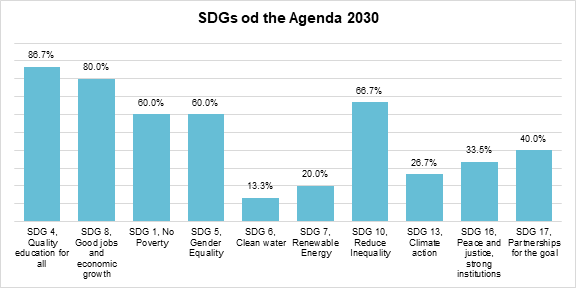 SDGs od the Agenda 2030
86.7%
80.0%
60.0%
60.0%
13.3%
20.0%
66.7%
26.7%
33.5%
40.0%
SDG 4,
Quality
education for
all
SDG 8,
Good jobs
and
economic
growth
SDG 1, No
Poverty
SDG 5,
Gender
Equality
SDG 6,
Clean water
SDG 7,
Renewable
Energy
SDG 10,
Reduce
Inequality
SDG 13,
Climate
action
SDG 16,
Peace and
justice,
strong
institutions
SDG 17,
Partnerships
for the goal